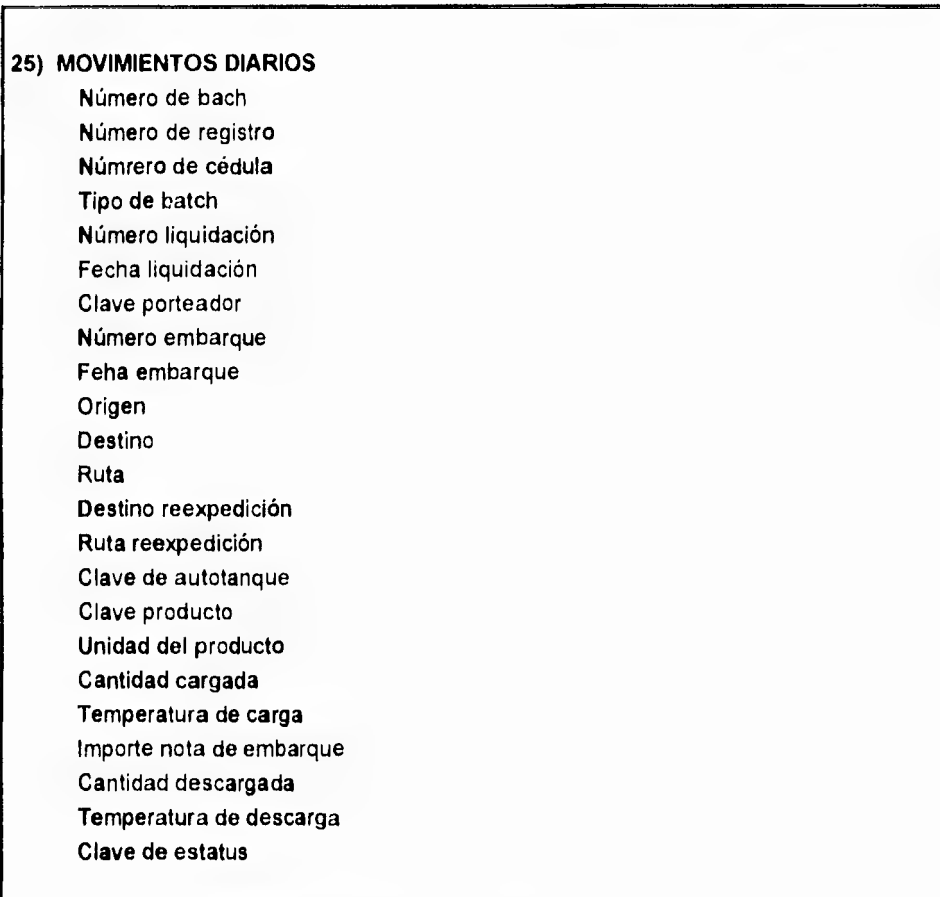 25) MOVIMIENTOS DIARIOS
Número de bach
Número de registro
Númrero de cédula
Tipo de batch
Número liquidación
Fecha liquidación
Clave porteador
Número embarque
Feha embarque
Origen
Destino
Ruta
Destino reexpedición
Ruta reexpedición
Clave de autotanque
Clave producto
Unidad del producto
Cantidad cargada
Temperatura de carga
Importe nota de embarque
Cantidad descargada
Temperatura de descarga
Clave de estatus